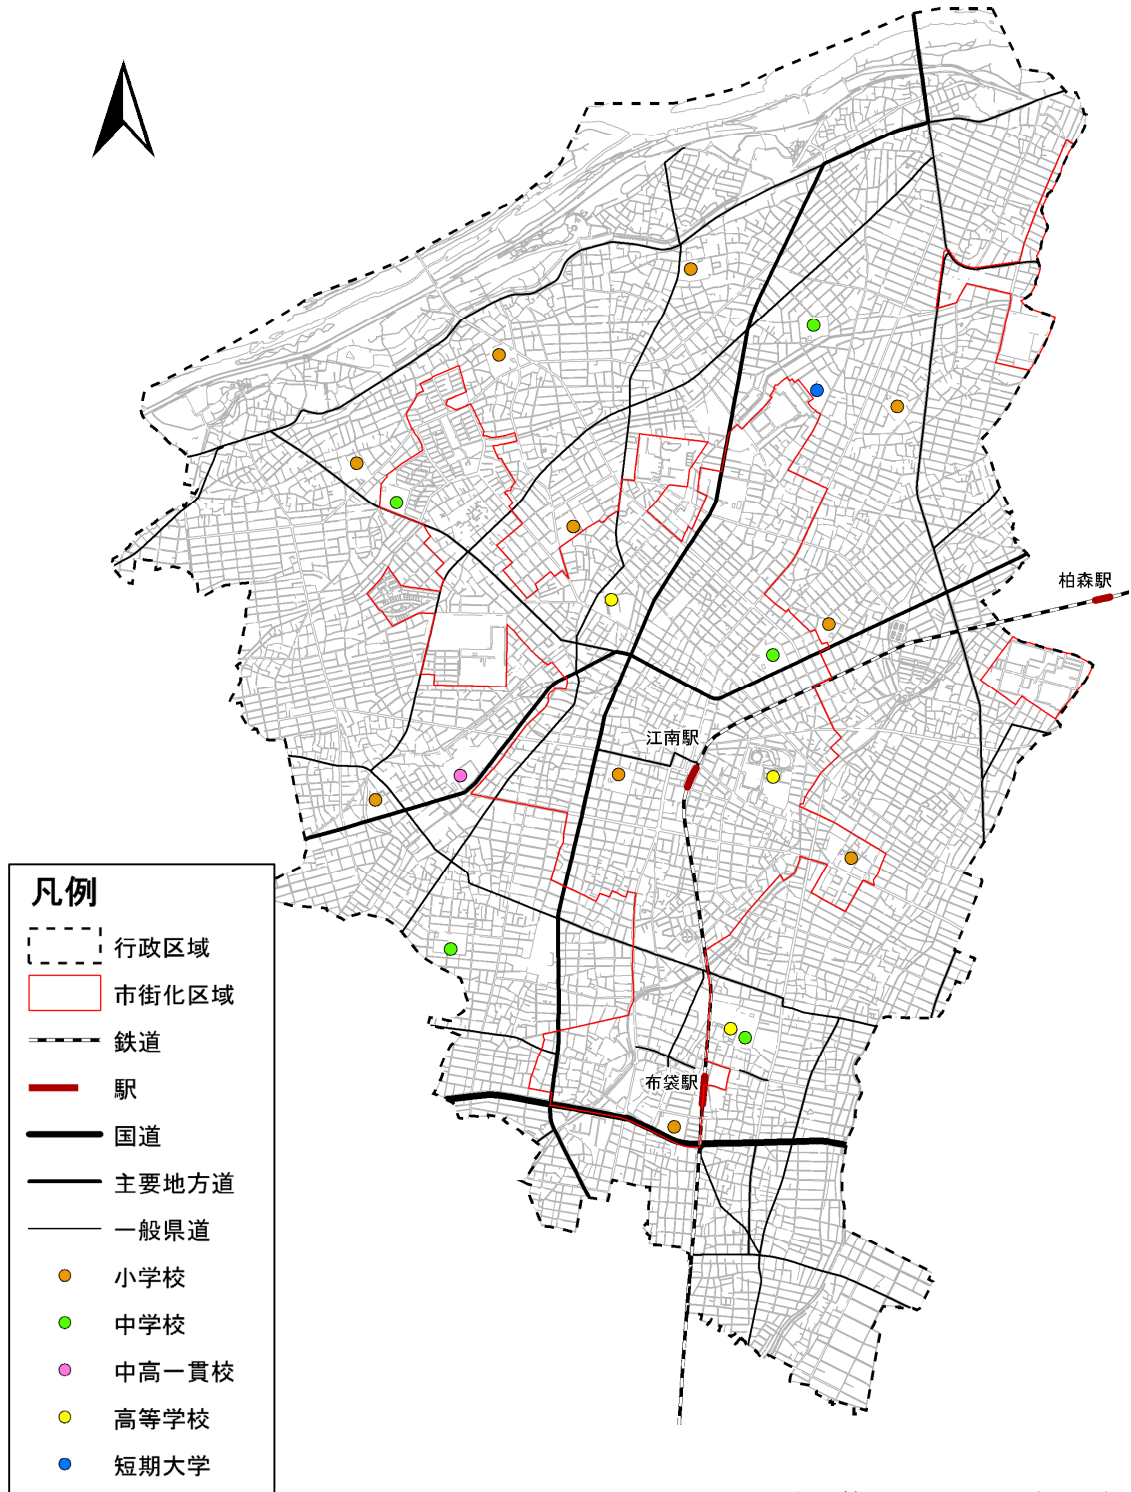 柏森駅
江南駅
布袋駅
凡例
行政区域
市街化区域
鉄道
駅
国道
主要地方道
一般県道
小学校
中学校
中高一貫校
高等学校
短期大学